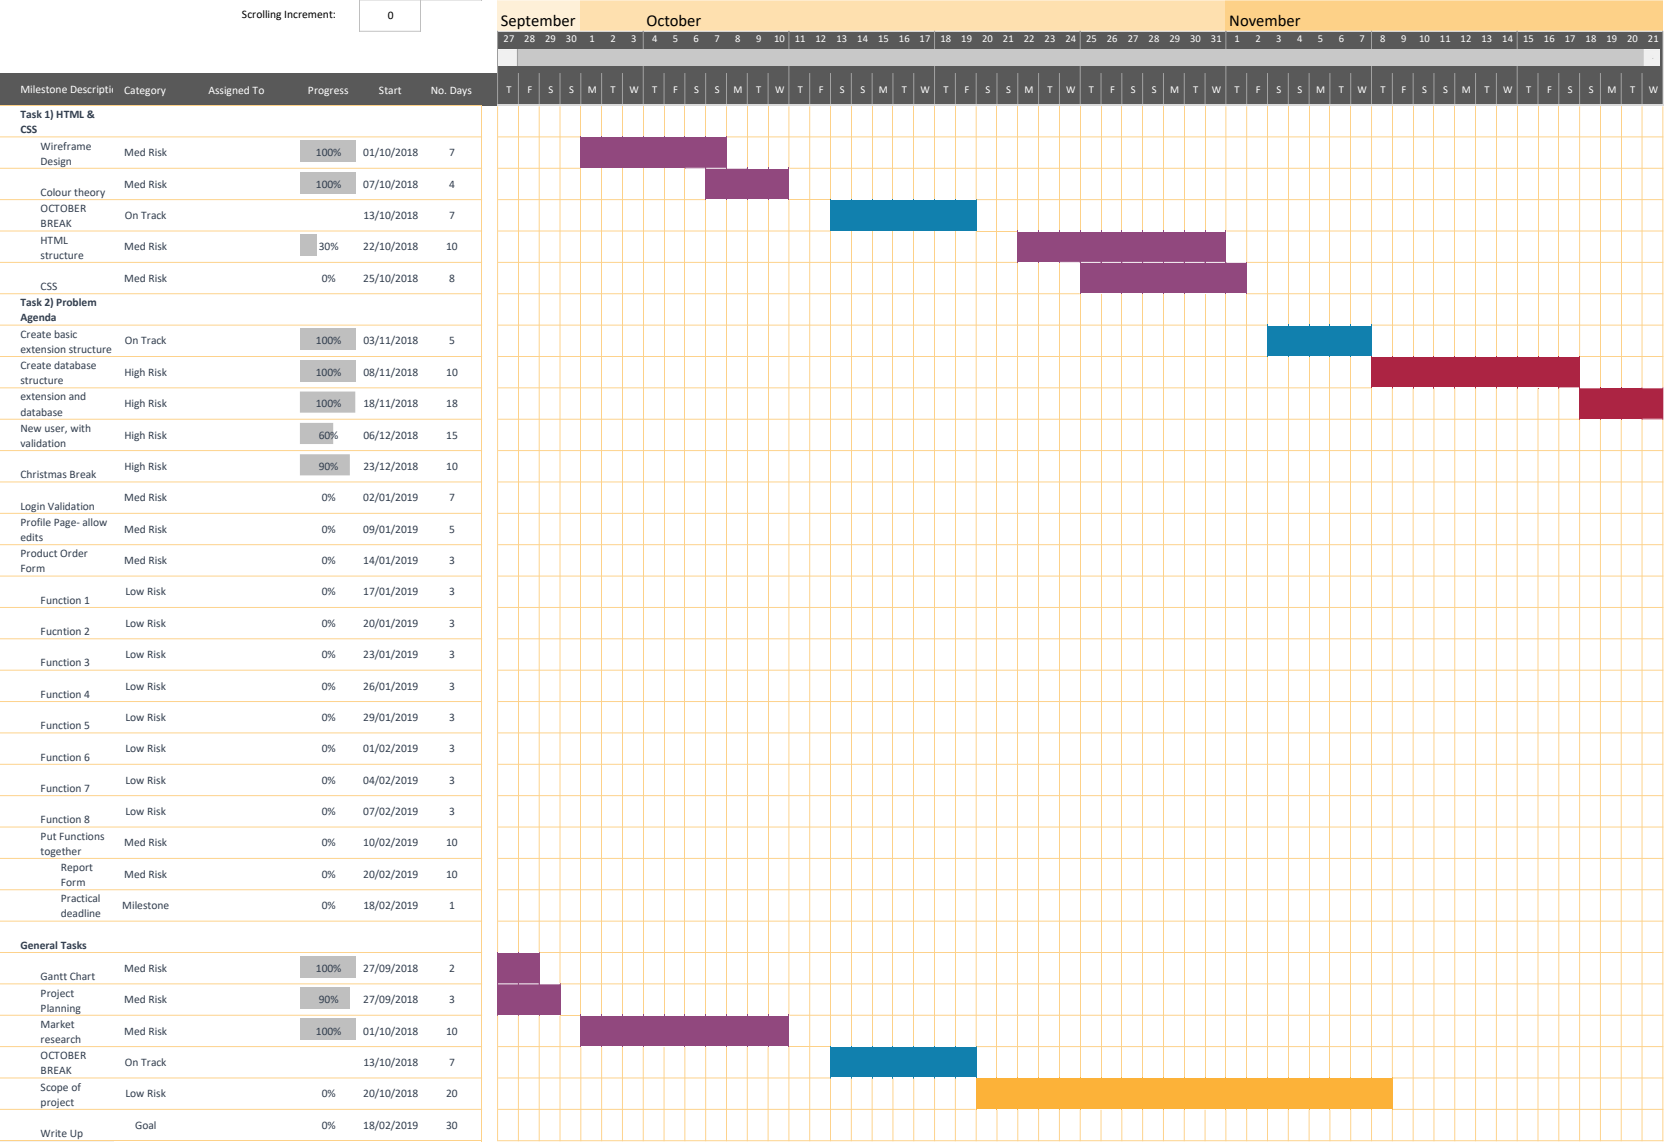 Scrolling Increment: 0
September October November
27 28 29 30 1 2 3 4 5 6 7 8 9 10 11 12 13 14 15 16 17 18 19 20 21 22 23 24 25 26 27 28 29 30 31 1 2 3 4 5 6 7 8 9 10 11 12 13 14 15 16 17 18 19 20 21
Milestone Descripti Category Assigned To Progress Start No. Days T F S S M T W T F S S M T W T F S S M T W T F S S M T W T F S S M T W T F S S M T W T F S S M T W T F S S M T W
Task 1) HTML &
CSS
Wireframe
Design Med Risk 100% 01/10/2018 7
Colour theory Med Risk 100% 07/10/2018 4
OCTOBER
BREAK On Track 13/10/2018 7
HTML
structure Med Risk 30% 22/10/2018 10
CSS Med Risk 0% 25/10/2018 8
Task 2) Problem
Agenda
Create basic
extension structure On Track 100% 03/11/2018 5
Create database
structure High Risk 100% 08/11/2018 10
extension and
database High Risk 100% 18/11/2018 18
New user, with
validation High Risk 60% 06/12/2018 15
Christmas Break High Risk 90% 23/12/2018 10
Login Validation Med Risk 0% 02/01/2019 7
Profile Page- allow
edits Med Risk 0% 09/01/2019 5
Product Order
Form Med Risk 0% 14/01/2019 3
Function 1 Low Risk 0% 17/01/2019 3
Fucntion 2 Low Risk 0% 20/01/2019 3
Function 3 Low Risk 0% 23/01/2019 3
Function 4 Low Risk 0% 26/01/2019 3
Function 5 Low Risk 0% 29/01/2019 3
Function 6 Low Risk 0% 01/02/2019 3
Function 7 Low Risk 0% 04/02/2019 3
Function 8 Low Risk 0% 07/02/2019 3
Put Functions
together Med Risk 0% 10/02/2019 10
Report
Form Med Risk 0% 20/02/2019 10
Practical
deadline Milestone 0% 18/02/2019 1
General Tasks
Gantt Chart Med Risk 100% 27/09/2018 2
Project
Planning Med Risk 90% 27/09/2018 3
Market
research Med Risk 100% 01/10/2018 10
OCTOBER
BREAK On Track 13/10/2018 7
Scope of
project Low Risk 0% 20/10/2018 20
Write Up Goal 0% 18/02/2019 30